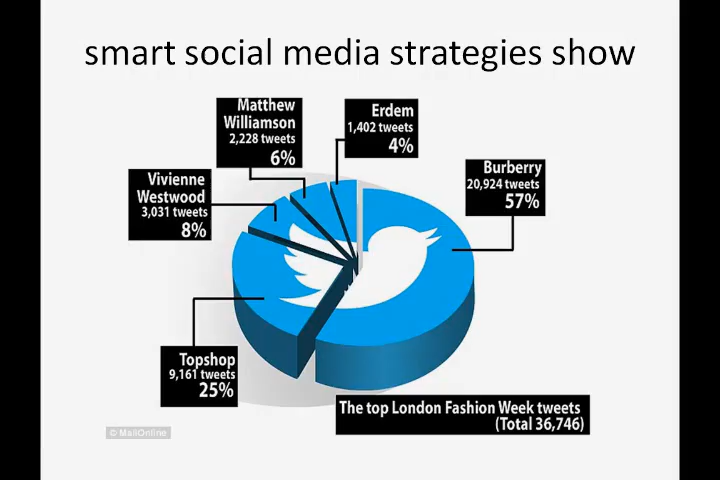 smart social media strategies show
Matthew
Williamson
2,228 tweets
6%
Erdem
1,402 tweets
4%
Burberry
20,924 tweets
57%
Vivienne
Westwood
3,031 tweets
8%
Topshop
9,161 tweets
25%
The top London Fashion Week tweets
(Total 36,746)
© MailOnline